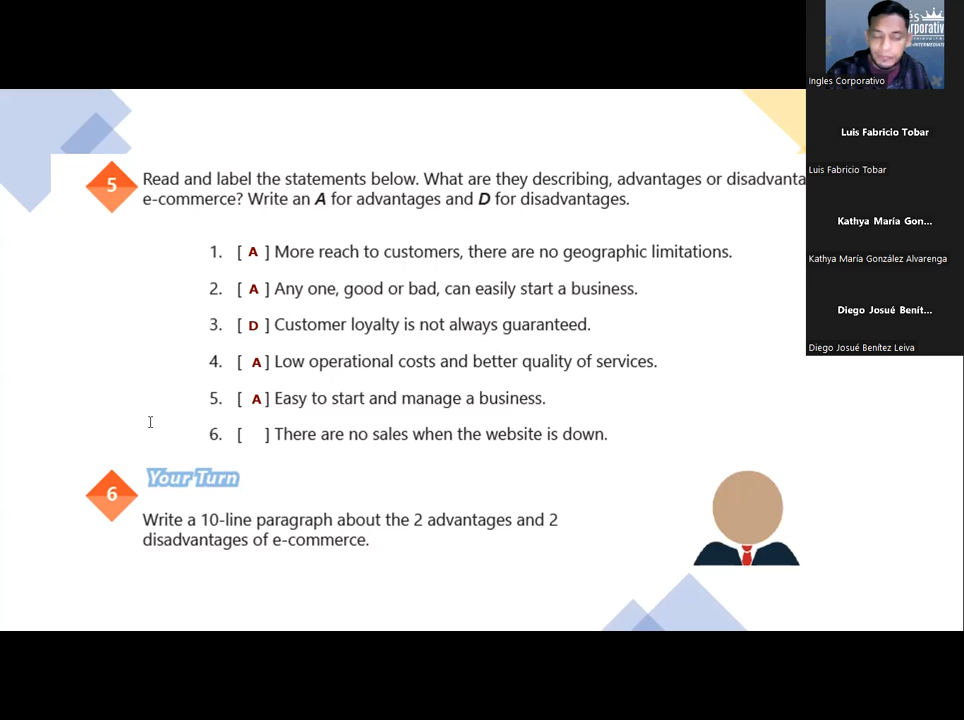 5
Read and label the statements below. What are they describing, advantages or disadvanta
e-commerce? Write an A for advantages and D for disadvantages.
1. [ A ] More reach to customers, there are no geographic limitations.
2. [ A ] Any one, good or bad, can easily start a business.
3. [ D ] Customer loyalty is not always guaranteed.
4. [ A ] Low operational costs and better quality of services.
5. [ A ] Easy to start and manage a business.
6. [ ] There are no sales when the website is down.
6
Your Turn
Write a 10-line paragraph about the 2 advantages and 2
disadvantages of e-commerce.
Ingles Corporativo
Luis Fabricio Tobar
Luis Fabricio Tobar
Kathya María Gon...
Kathya María González Alvarenga
Diego Josué Benít...
Diego Josué Benítez Leiva